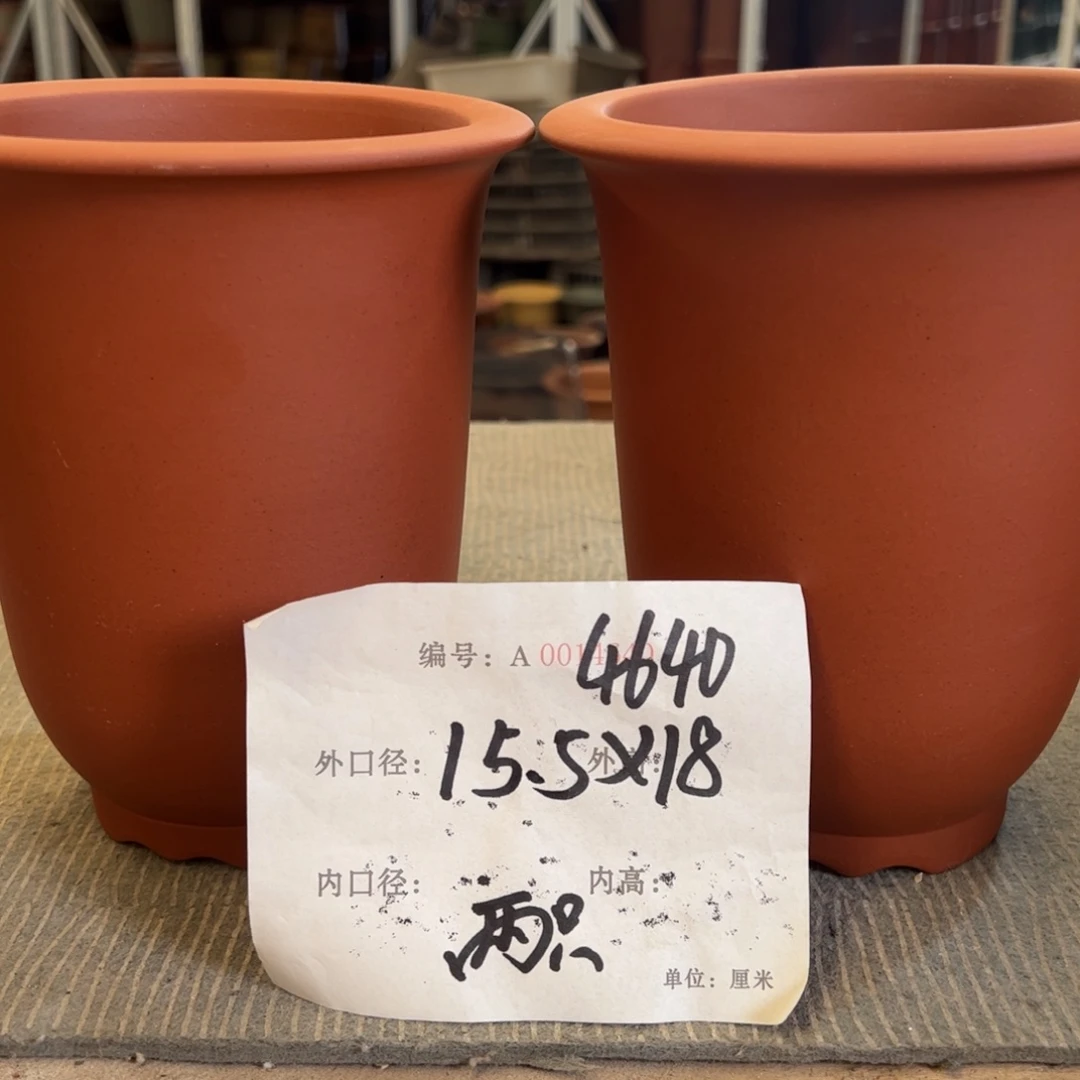 编号：A 001 4640
外口径：15.5X18
内口径： 内高：
两只
单位：厘米